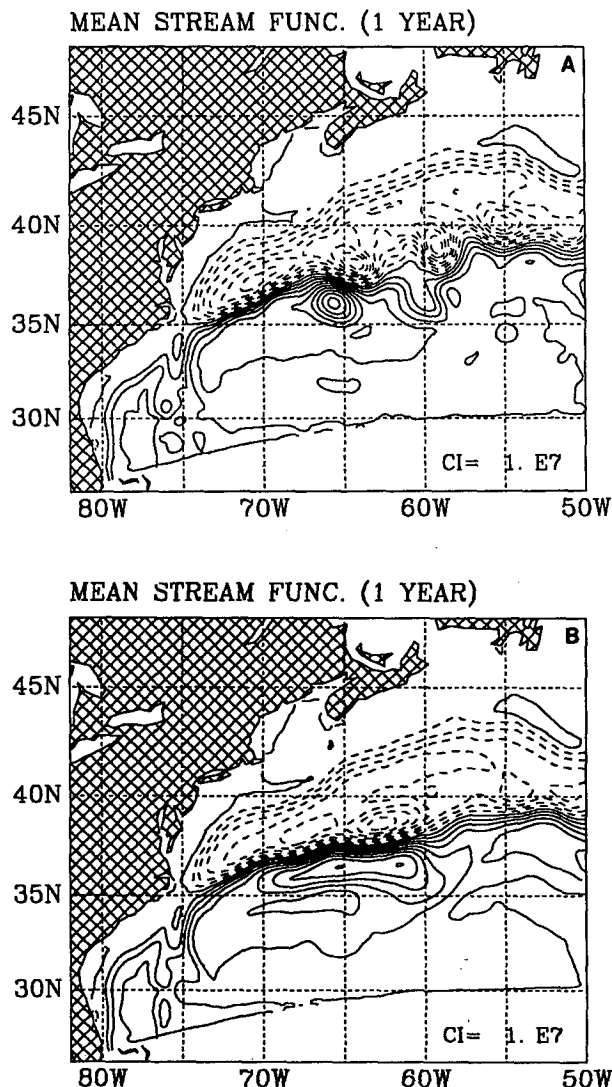 MEAN STREAM FUNC. (1 YEAR)
A
45N
40N
35N
30N
CI= 1. E7
80W 70W 60W 50W
MEAN STREAM FUNC. (1 YEAR)
B
45N
40N
35N
30N
CI= 1. E7
80W 70W 60W 50W